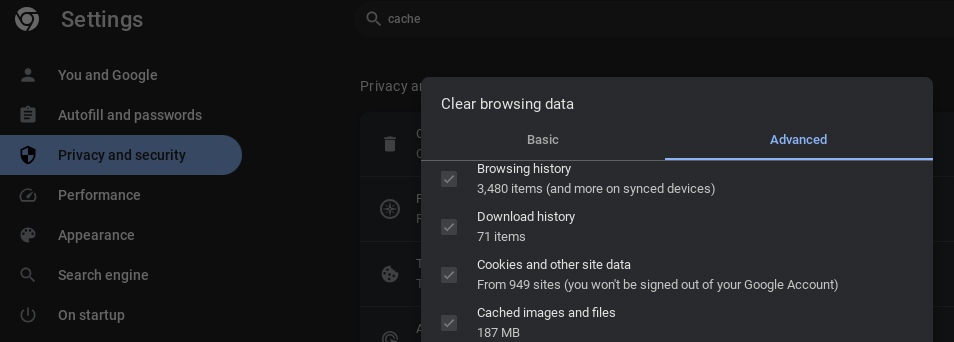 Settings
cache
You and Google
Autofill and passwords
Privacy and security
Performance
Appearance
Search engine
On startup
Privacy a
Clear browsing data
Basic
Advanced
Browsing history
3,480 items (and more on synced devices)
Download history
71 items
Cookies and other site data
From 949 sites (you won't be signed out of your Google Account)
Cached images and files
187 MB